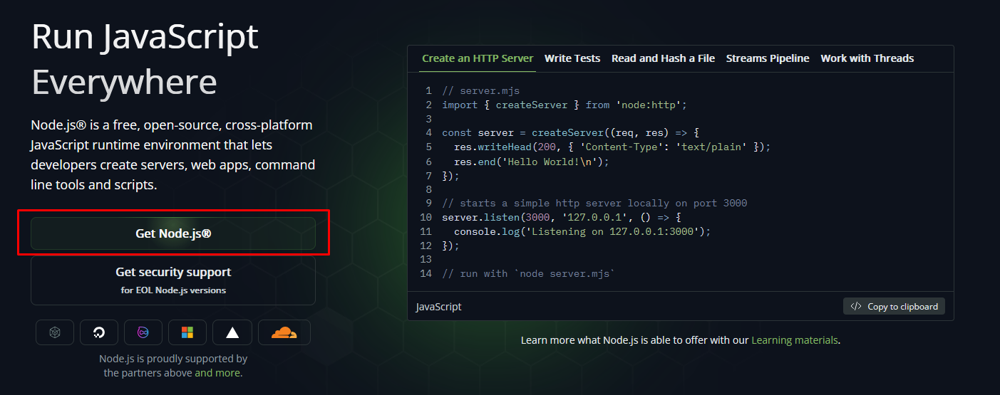 Run JavaScript
Everywhere
Node.js® is a free, open-source, cross-platform
JavaScript runtime environment that lets
developers create servers, web apps, command
line tools and scripts.
Get Node.js®
Get security support
for EOL Node.js versions
Node.js is proudly supported by
the partners above and more.
Create an HTTP Server Write Tests Read and Hash a File Streams Pipeline Work with Threads
1 // server.mjs
2 import { createServer } from 'node:http';
3
4 const server = createServer((req, res) => {
5   res.writeHead(200, { 'Content-Type': 'text/plain' });
6   res.end('Hello World!\n');
7 });
8
9 // starts a simple http server locally on port 3000
10 server.listen(3000, '127.0.0.1', () => {
11   console.log('Listening on 127.0.0.1:3000');
12 });
13
14 // run with `node server.mjs`
JavaScript
</> Copy to clipboard
Learn more what Node.js is able to offer with our Learning materials.